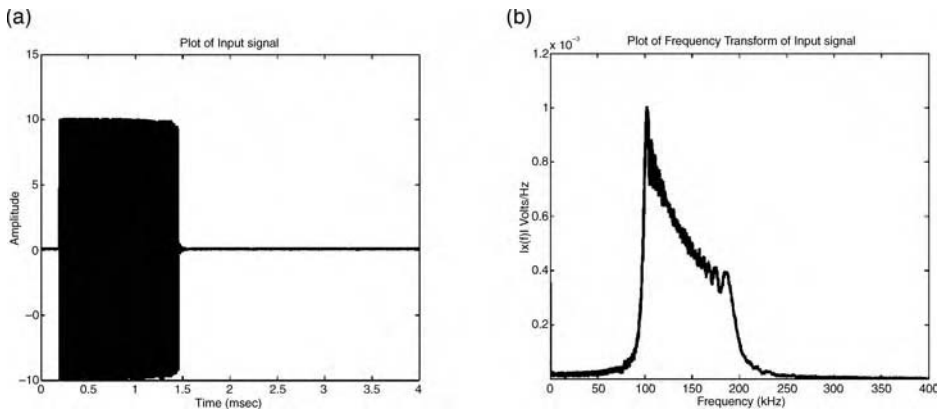 (a)
Plot of Input signal
15
10
5
0
−0
−10
Amplitude
0 0.5 1 1.5 2 2.5 3 3.5 4
Time (msec)
(b)
Plot of Frequency Transform of Input signal
×10⁻³
1.2
1
0.8
0.6
0.4
0.2
|x(f)| Volts/Hz
0 50 100 150 200 250 300 350 400
Frequency (kHz)